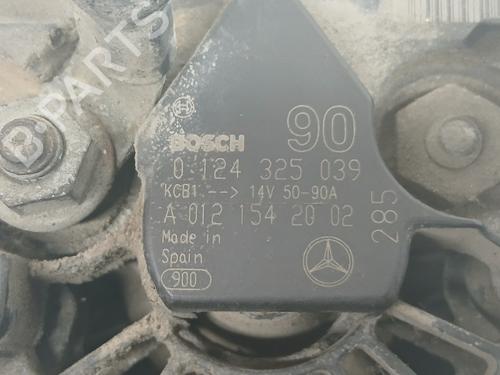 B-PARTS
BOSCH 90
0 124 325 039
KCB1 --> 14V 50-90A
A 012 154 20 02
Made in
Spain
900
285